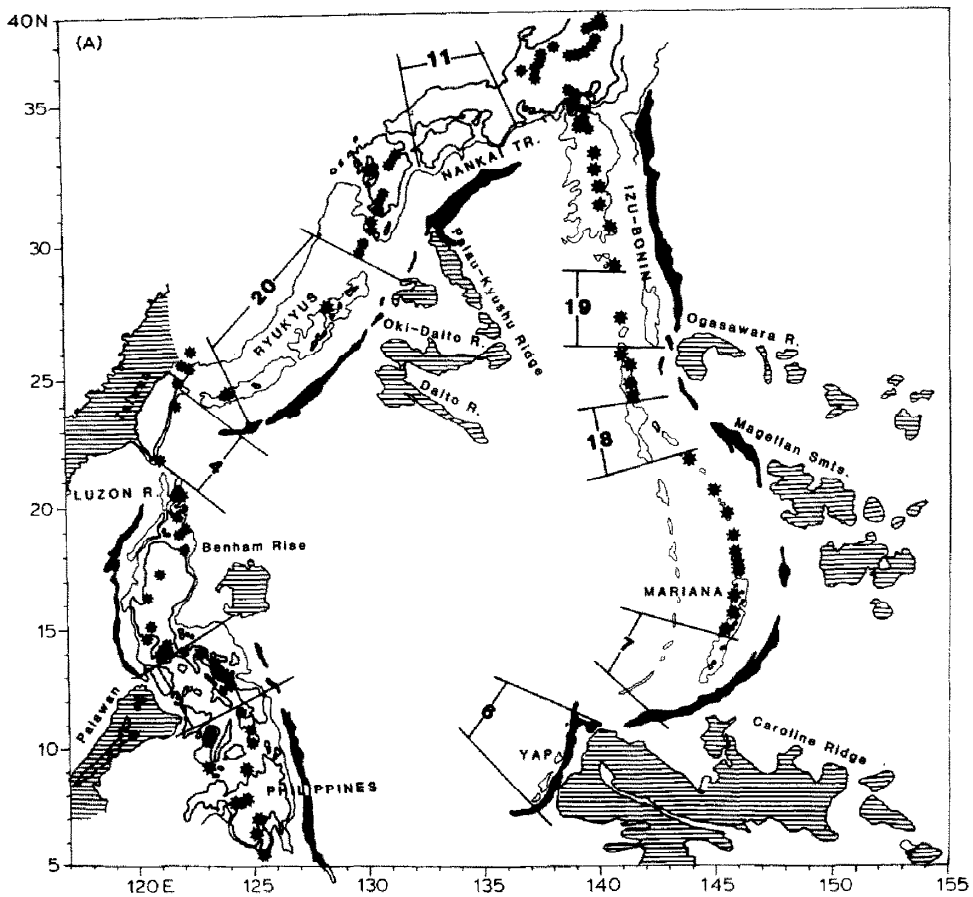 40N
(A)
11
35
NANKAI TR.
IZU-BONIN
30
Palau-Kyushu Ridge
20
RYUKYUS
19
Oki-Daito R.
Ogasawara R.
25
Daito R.
18
Magellan Smts.
4
LUZON R.
20
Benham Rise
MARIANA
15
7
Palawan
6
Caroline Ridge
10
YAP
PHILIPPINES
5
120E
125
130
135
140
145
150
155